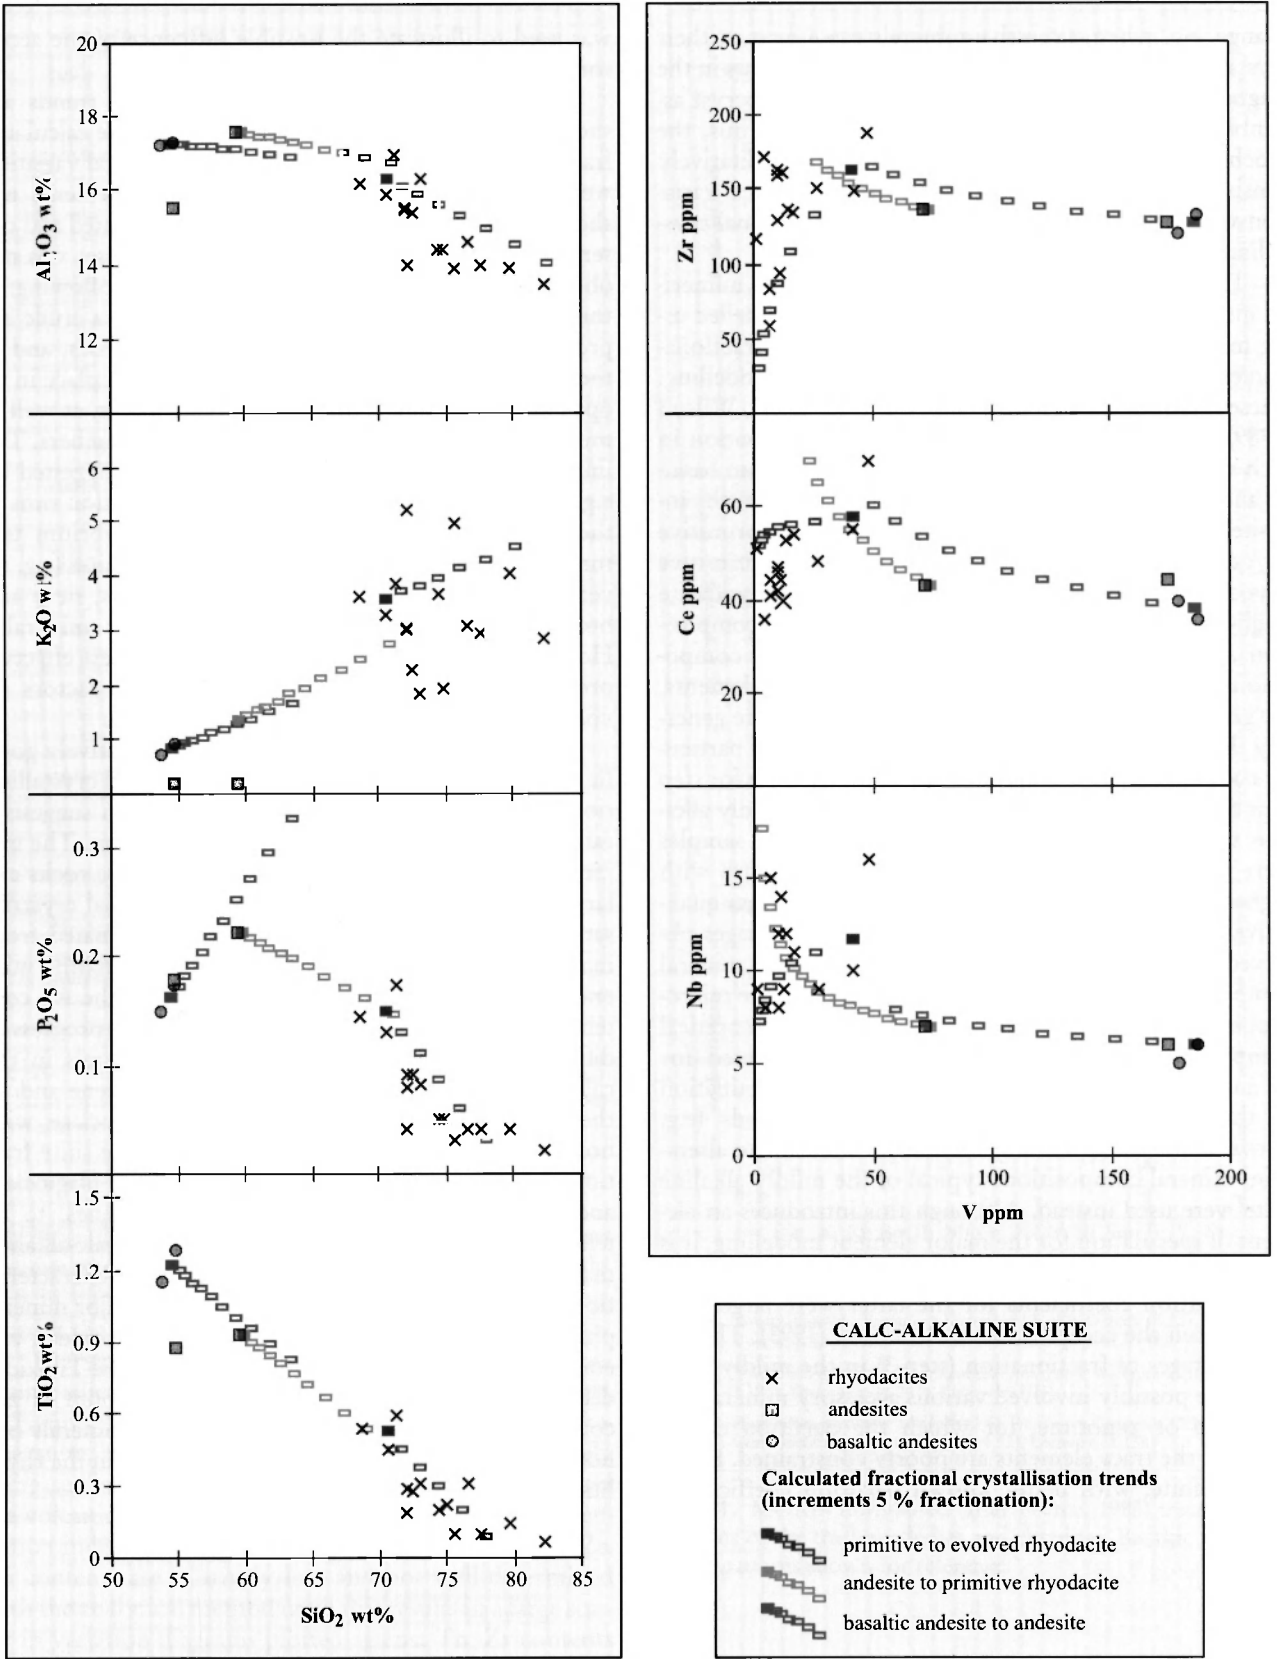 20
18
16
14
12
Al2O3 wt%
6
5
4
3
2
1
K2O wt%
0.3
0.2
0.1
P2O5 wt%
1.5
1.2
0.9
0.6
0.3
0
TiO2 wt%
50 55 60 65 70 75 80 85
SiO2 wt%
250
200
150
100
50
Zr ppm
60
40
20
Ce ppm
15
10
5
0
Nb ppm
0 50 100 150 200
V ppm
CALC-ALKALINE SUITE
rhyodacites
andesites
basaltic andesites
Calculated fractional crystallisation trends
(increments 5 % fractionation):
primitive to evolved rhyodacite
andesite to primitive rhyodacite
basaltic andesite to andesite